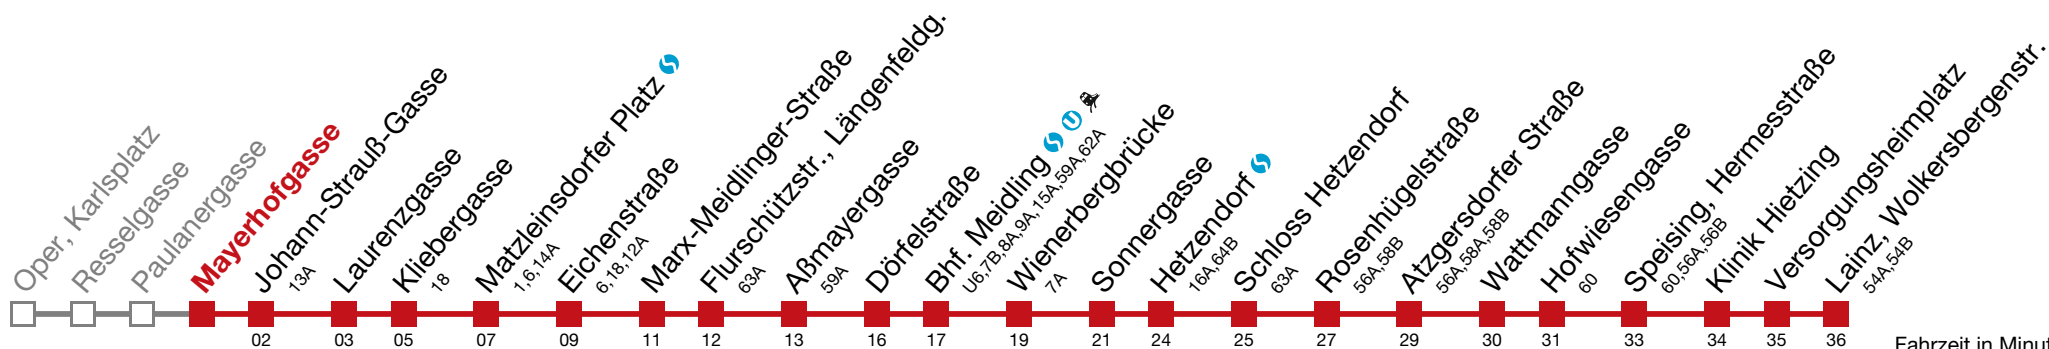 Oper, Karlsplatz
Resselgasse
Paulanergasse
Mayerhofgasse
Johann-Strauß-Gasse
13A
Laurenzgasse
Kliebergasse
18
Matzleinsdorfer Platz
1,6,14A
Eichenstraße
6,18,12A
Marx-Meidlinger-Straße
Flurschützstr., Längenfeldg.
63A
Aßmayergasse
59A
Dörfelstraße
Bhf. Meidling
U6,7B,8A,9A,15A,59A,62A
Wienerbergbrücke
7A
Sonnergasse
Hetzendorf
16A,64B
Schloss Hetzendorf
63A
Rosenhügelstraße
56A,58B
Atzgersdorfer Straße
56A,58A,58B
Wattmanngasse
Hofwiesengasse
60
Speising, Hermesstraße
60,56A,56B
Klinik Hietzing
Versorgungsheimplatz
Lainz, Wolkersbergenstr.
54A,54B
02 03 05 07 09 11 12 13 16 17 19 21 24 25 27 29 30 31 33 34 35 36
Fahrzeit in Minut